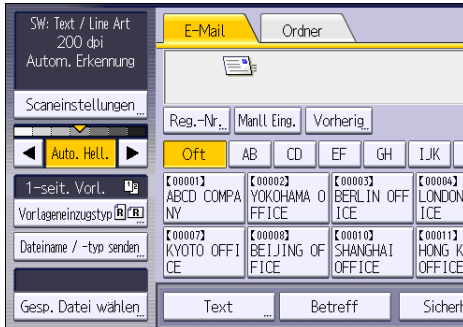 SW: Text / Line Art
200 dpi
Autom. Erkennung
Scaneinstellungen
Auto. Hell.
1-seit. Vorl.
Vorlageneinzugstyp
Dateiname / -typ senden
Gesp. Datei wählen
E-Mail Ordner
Reg.-Nr. Manll Eing. Vorherig.
Oft AB CD EF GH IJK
[00001] [00002] [00003] [00004]
ABCD COMPA YOKOHAMA O BERLIN OFF LONDON
NY FFICE ICE ICE
[00007] [00008] [00010] [00011]
KYOTO OFFI BEIJING OF SHANGHAI HONG K
CE FICE OFFICE OFFICE
Text Betreff Sicherh